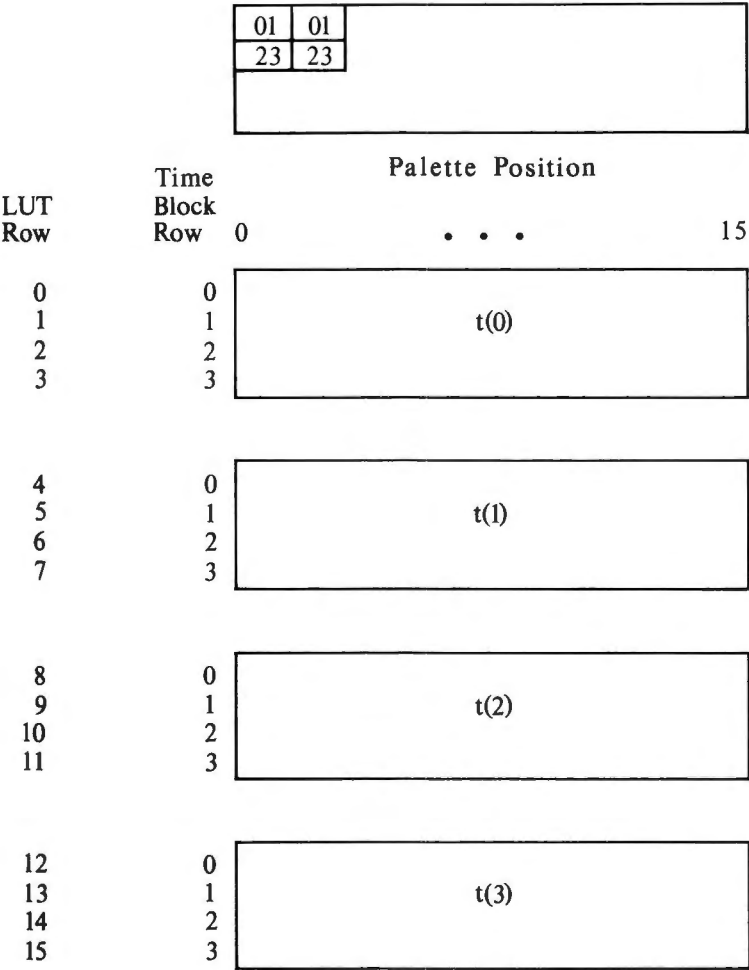 01 01
23 23
Palette Position
Time
LUT Block
Row Row 0 • • • 15
0 0
1 1 t(0)
2 2
3 3
4 0
5 1 t(1)
6 2
7 3
8 0
9 1 t(2)
10 2
11 3
12 0
13 1 t(3)
14 2
15 3